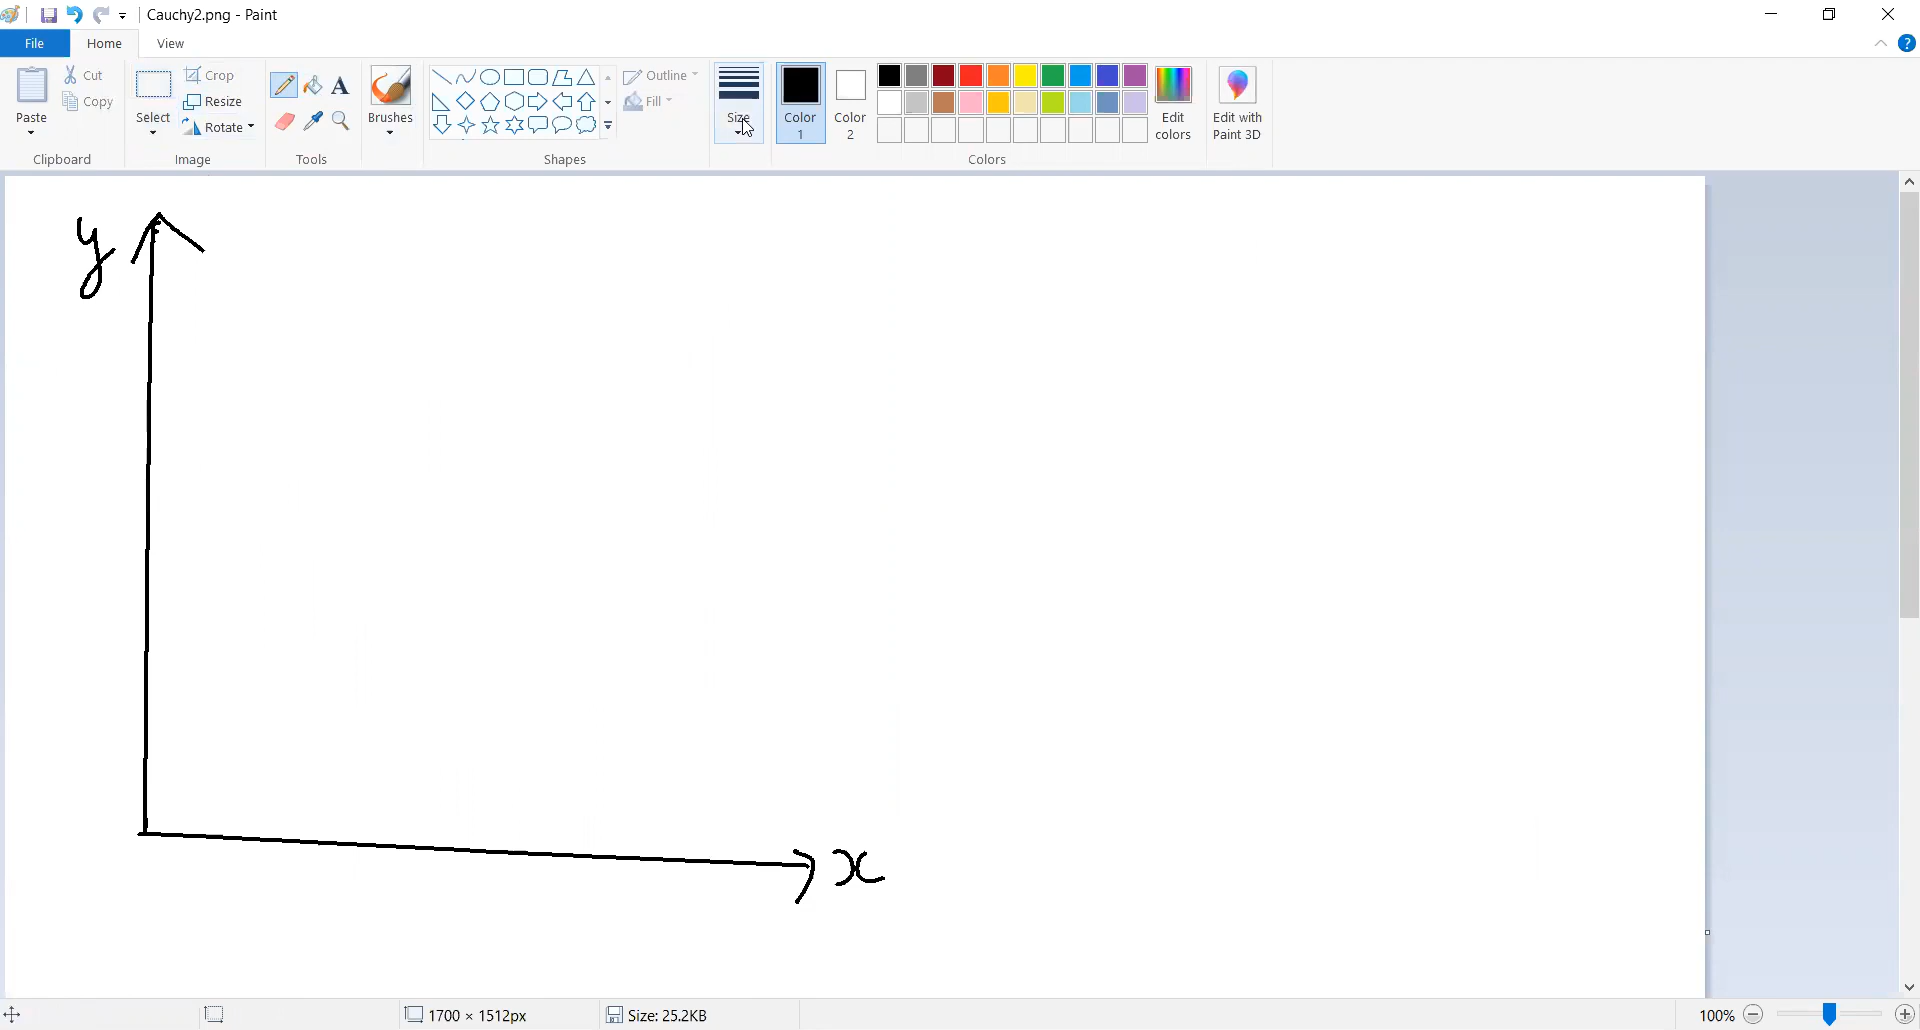 Cauchy2.png - Paint
File Home View
Paste
Cut
Copy
Clipboard
Select
Crop
Resize
Rotate
Image
A
Tools
Brushes
Shapes
Outline
Fill
Size
Color
1
Color
2
Colors
Edit
colors
Edit with
Paint 3D
?
y
x
1700 × 1512px
Size: 25.2KB
100%